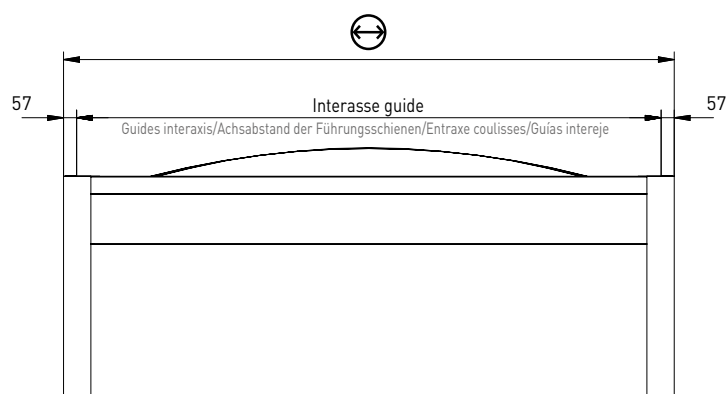 57
Interasse guide
57
Guides interaxis/Achsabstand der Führungsschienen/Entraxe coulisses/Guías intereje